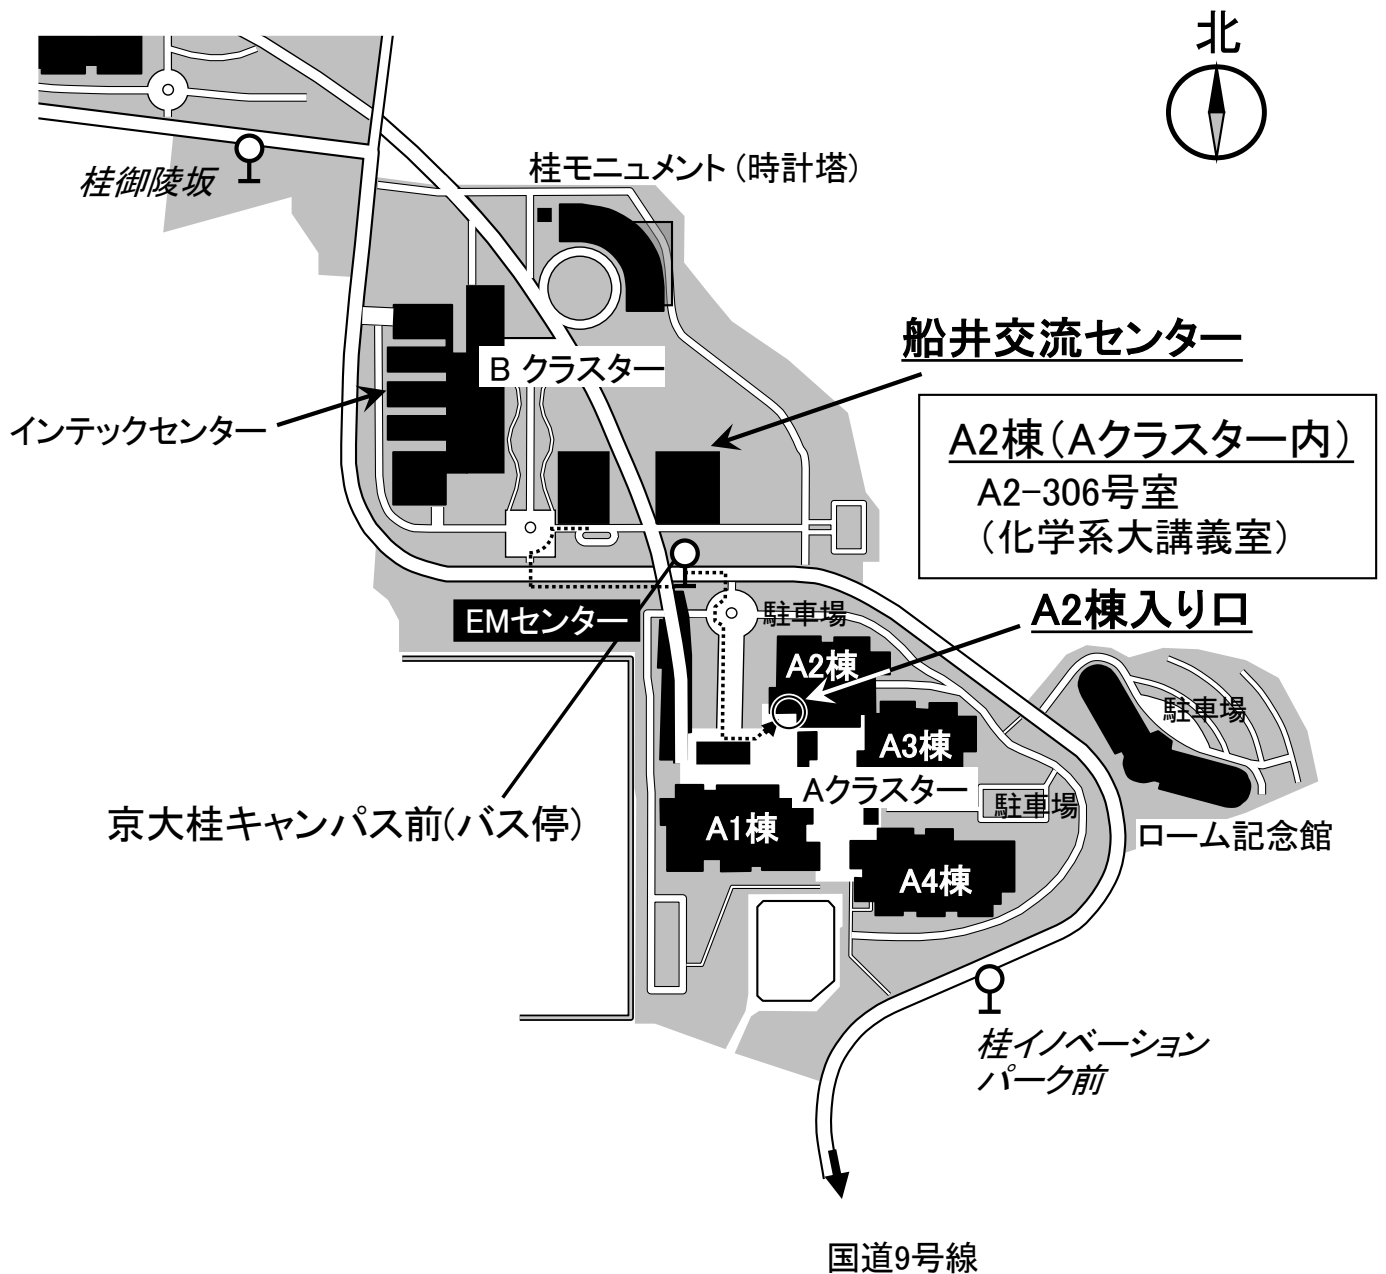 北
桂モニュメント（時計塔）
桂御陵坂
船井交流センター
B クラスター
インテックセンター
A2棟（Aクラスター内）
A2-306号室
（化学系大講義室）
EMセンター
駐車場
A2棟入り口
A2棟
駐車場
A3棟
Aクラスター
駐車場
京大桂キャンパス前(バス停)
A1棟
ローム記念館
A4棟
桂イノベーション
パーク前
国道9号線